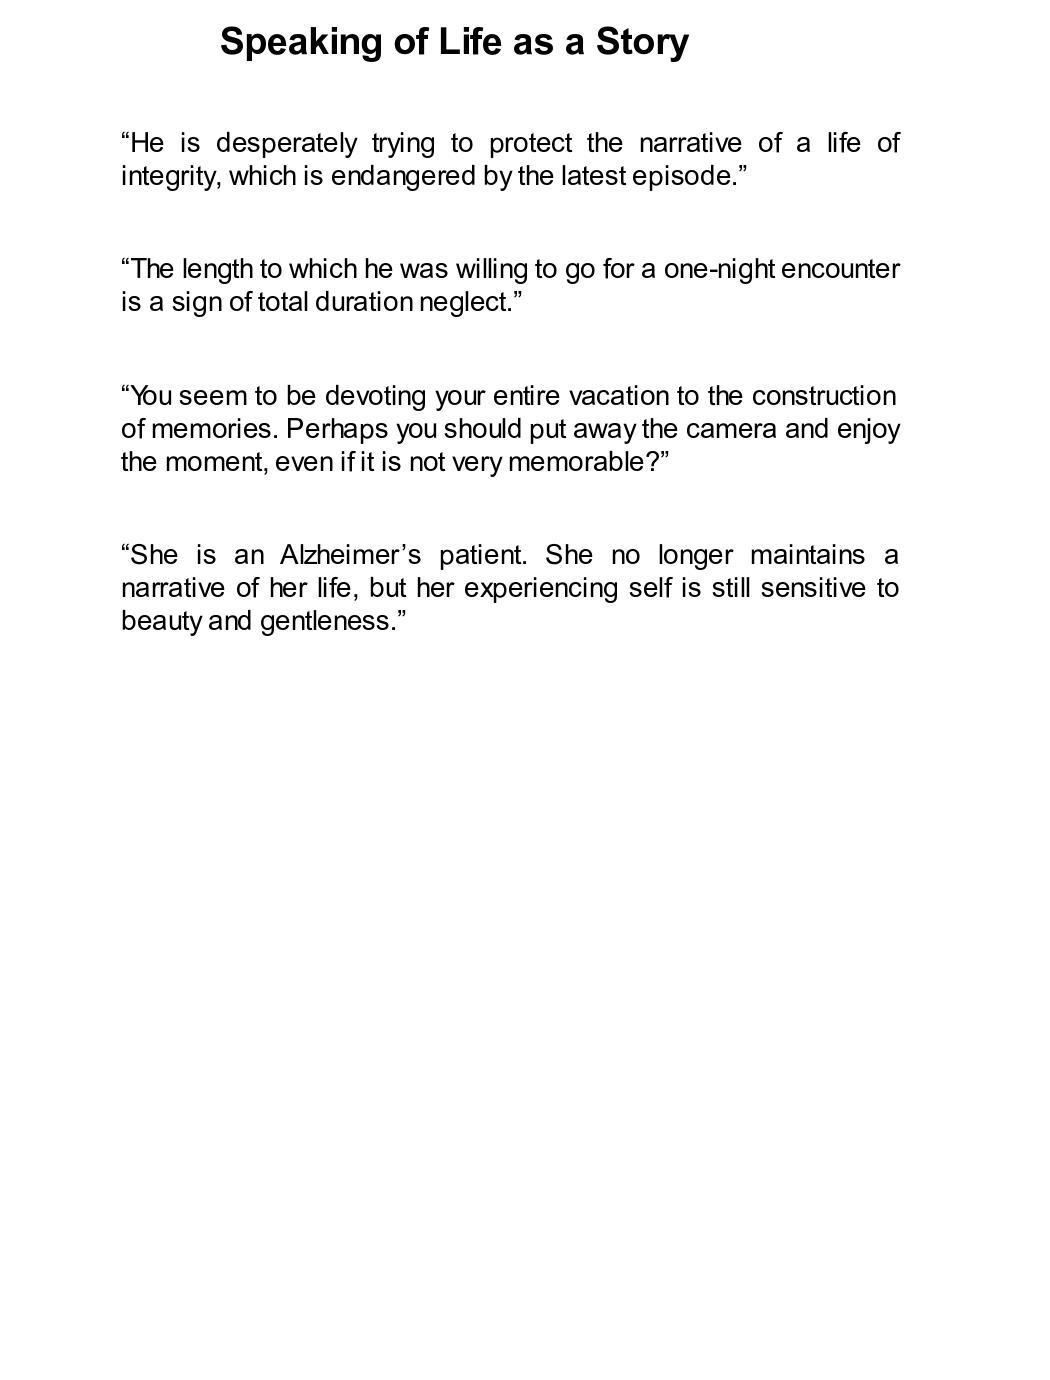 Speaking of Life as a Story
“He is desperately trying to protect the narrative of a life of
integrity, which is endangered by the latest episode.”
“The length to which he was willing to go for a one-night encounter
is a sign of total duration neglect.”
“You seem to be devoting your entire vacation to the construction
of memories. Perhaps you should put away the camera and enjoy
the moment, even if it is not very memorable?”
“She is an Alzheimer’s patient. She no longer maintains a
narrative of her life, but her experiencing self is still sensitive to
beauty and gentleness.”